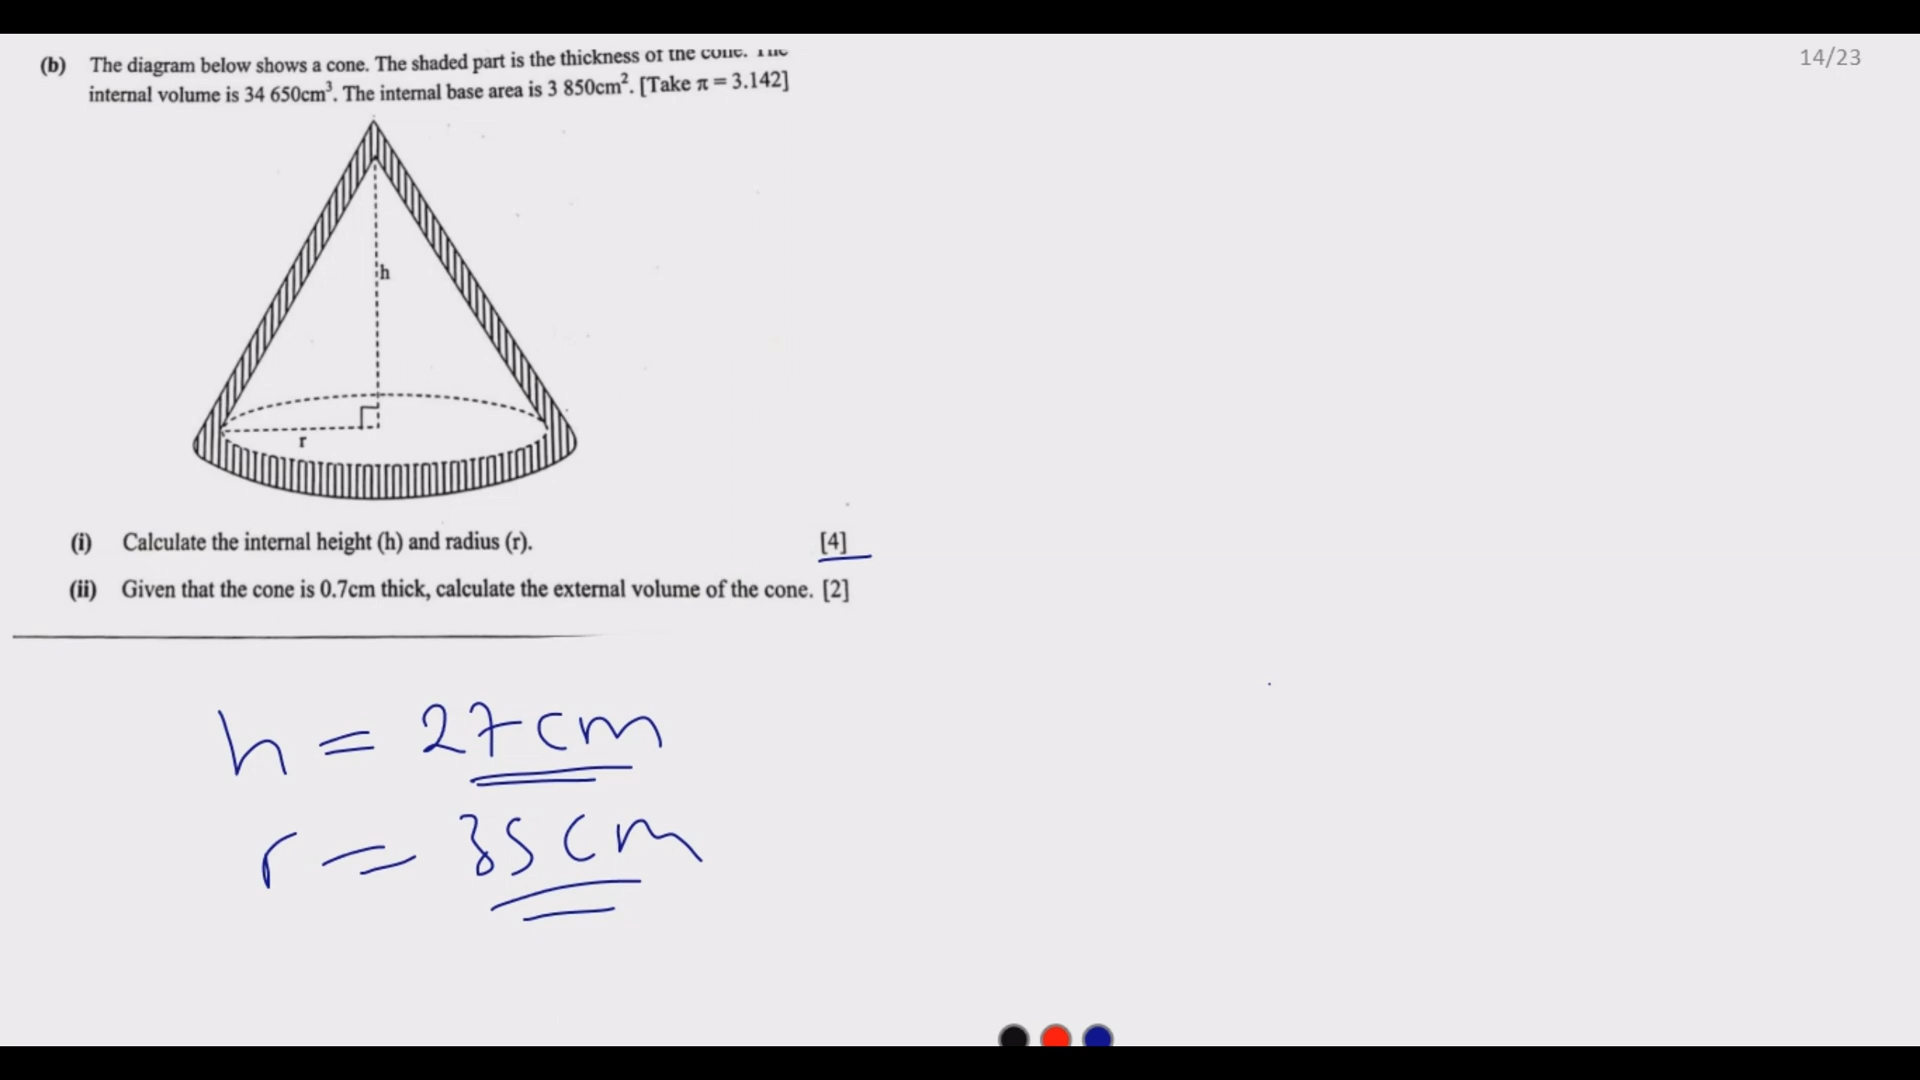 14/23
(b) The diagram below shows a cone. The shaded part is the thickness of the cone. The
internal volume is 34 650cm³. The internal base area is 3 850cm². [Take π = 3.142]
h
r
(i) Calculate the internal height (h) and radius (r). [4]
(ii) Given that the cone is 0.7cm thick, calculate the external volume of the cone. [2]
h = 27cm
r = 35cm